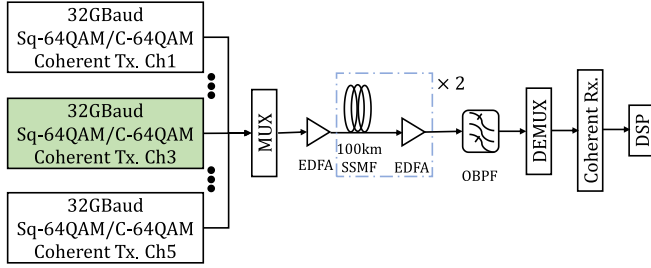 32GBaud
Sq-64QAM/C-64QAM
Coherent Tx. Ch1
32GBaud
Sq-64QAM/C-64QAM
Coherent Tx. Ch3
32GBaud
Sq-64QAM/C-64QAM
Coherent Tx. Ch5
MUX
EDFA
100km
SSMF
EDFA
× 2
OBPF
DEMUX
Coherent Rx.
DSP